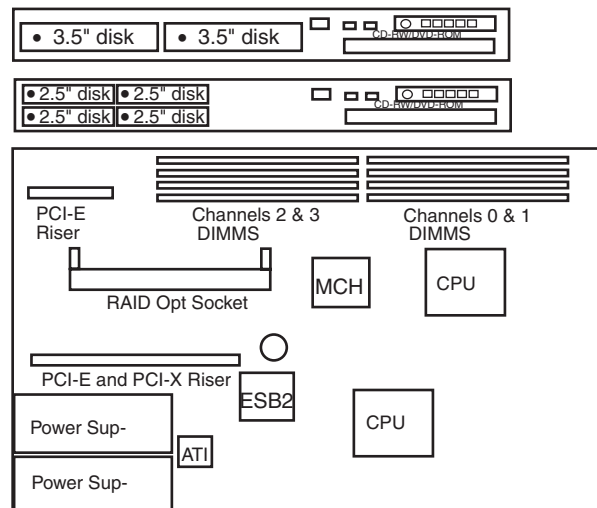 3.5" disk 3.5" disk
CD-RW/DVD-ROM
2.5" disk 2.5" disk
2.5" disk 2.5" disk
CD-RW/DVD-ROM
PCI-E
Riser
Channels 2 & 3
DIMMS
Channels 0 & 1
DIMMS
RAID Opt Socket
MCH
CPU
PCI-E and PCI-X Riser
ESB2
CPU
Power Sup-
ATI
Power Sup-